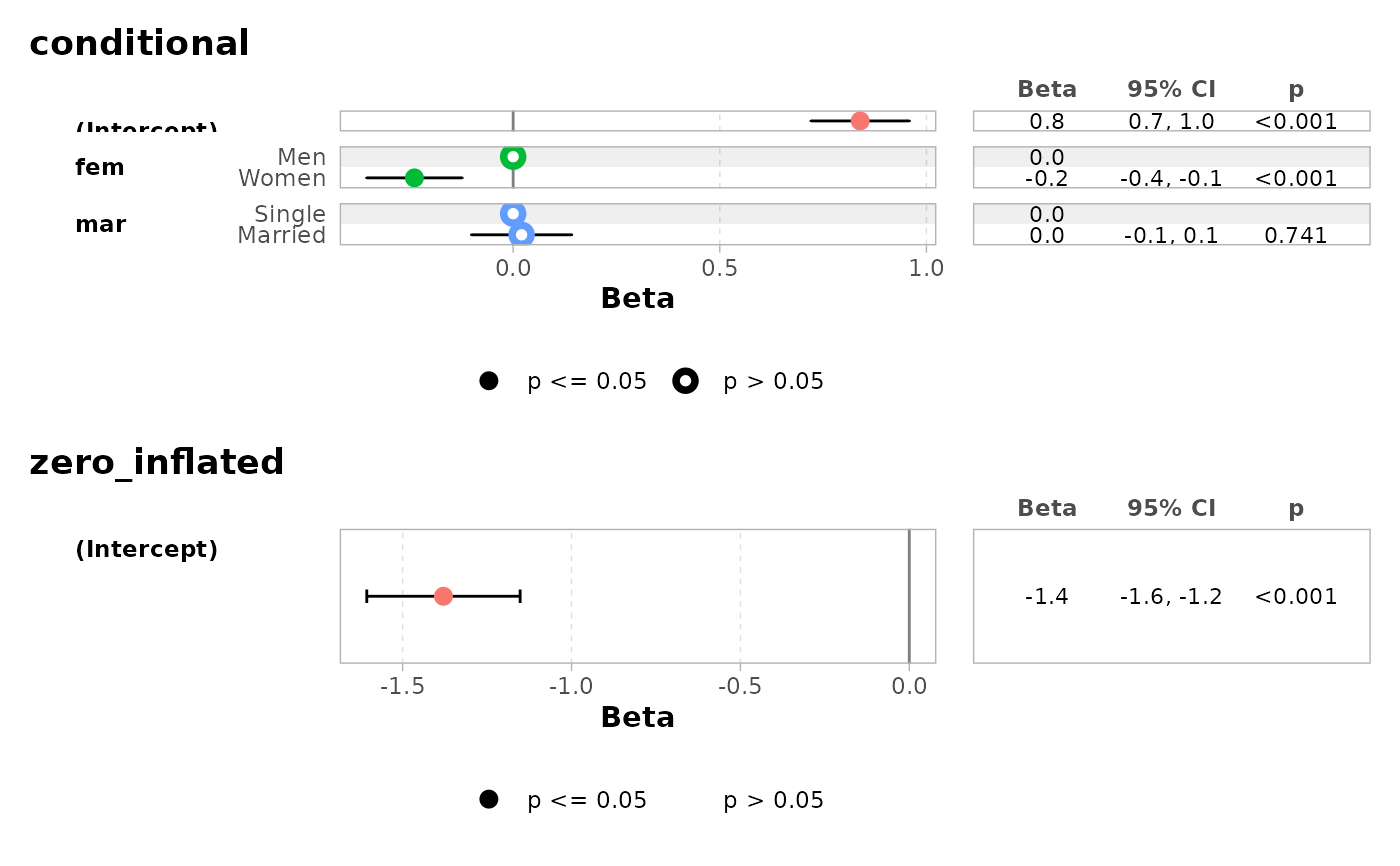 conditional
Beta 95% CI p
(Intercept) 0.8 0.7, 1.0 <0.001
fem Men 0.0
Women -0.2 -0.4, -0.1 <0.001
mar Single 0.0
Married 0.0 -0.1, 0.1 0.741
0.0 0.5 1.0
Beta
p <= 0.05 p > 0.05
zero_inflated
Beta 95% CI p
(Intercept)
-1.4 -1.6, -1.2 <0.001
-1.5 -1.0 -0.5 0.0
Beta
p <= 0.05 p > 0.05